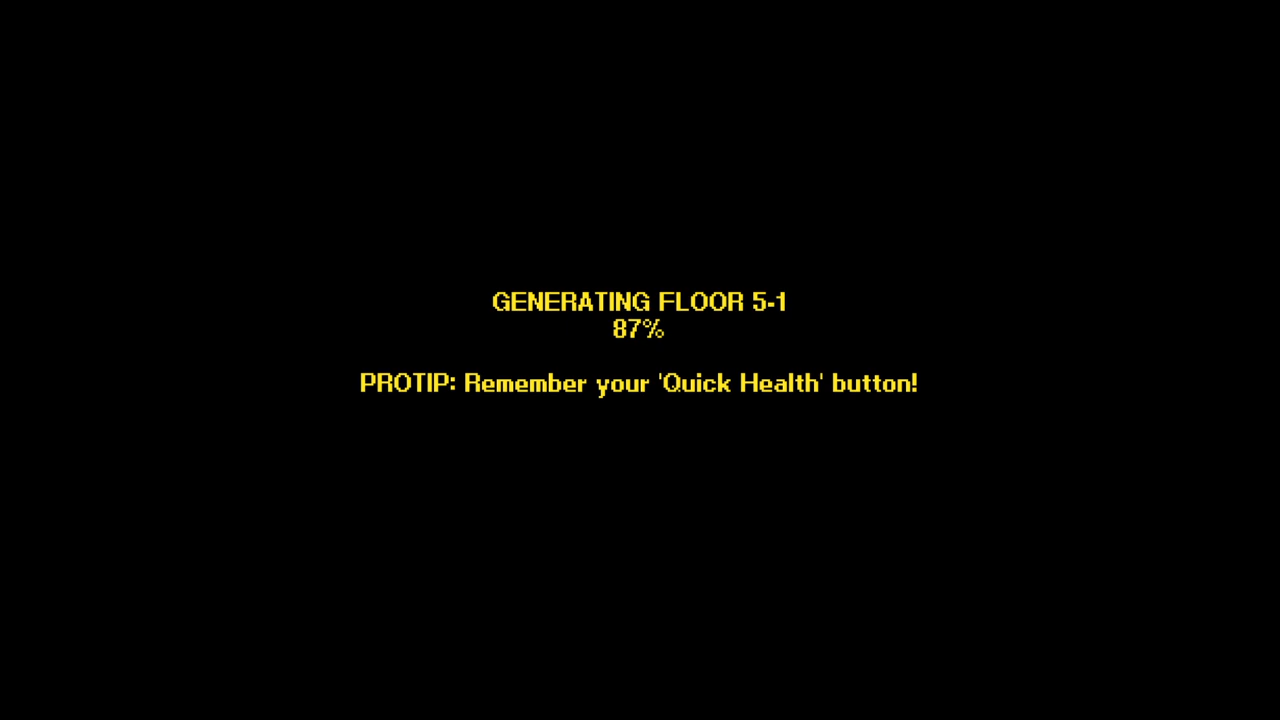 GENERATING FLOOR 5-1
87%
PROTIP: Remember your 'Quick Health' button!